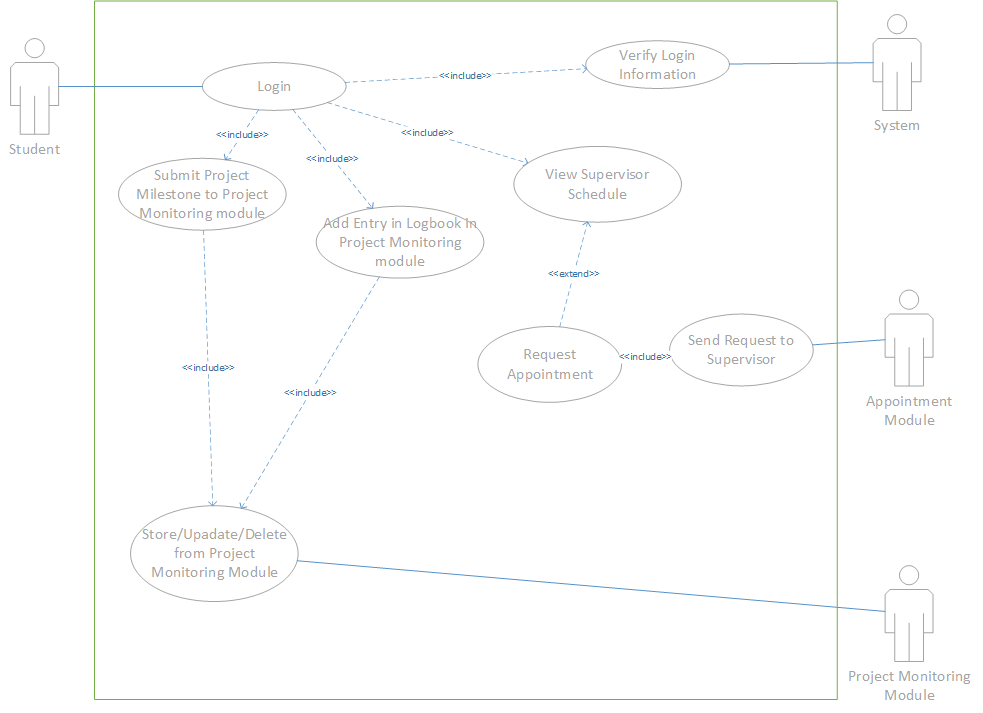 Verify Login
Information
<<include>>
Login
System
Student
<<include>>
<<include>>
<<include>>
Submit Project
Milestone to Project
Monitoring module
View Supervisor
Schedule
Add Entry in Logbook in
Project Monitoring
module
<<extend>>
Request
Appointment
<<include>>
Send Request to
Supervisor
<<include>>
<<include>>
Appointment
Module
Store/Upadate/Delete
from Project
Monitoring Module
Project Monitoring
Module